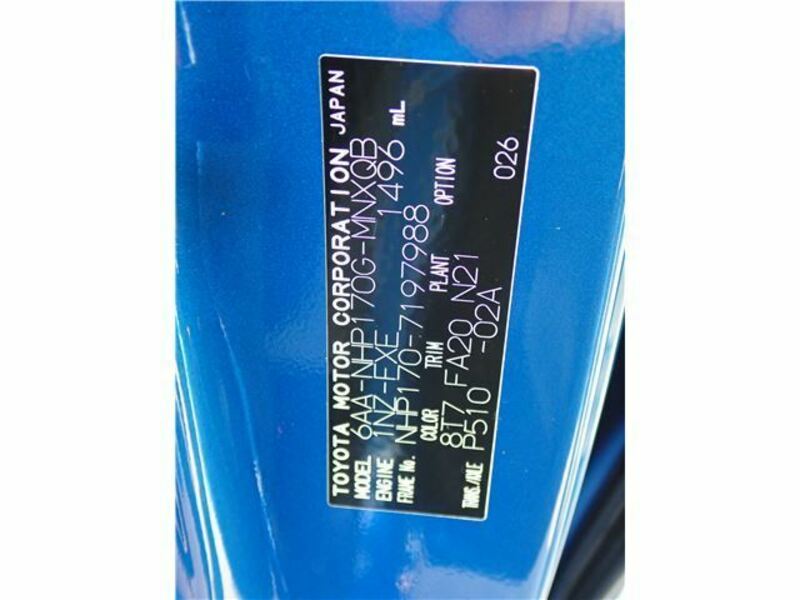 TOYOTA MOTOR CORPORATION JAPAN
MODEL 6AA-NHP170G-MNXQB
ENGINE 1NZ-FXE 1496 mL
FRAME No. NHP170-7197988
COLOR TRIM PLANT OPTION
8T7 FA20 N21
TRANS./AXLE P510 -02A 026